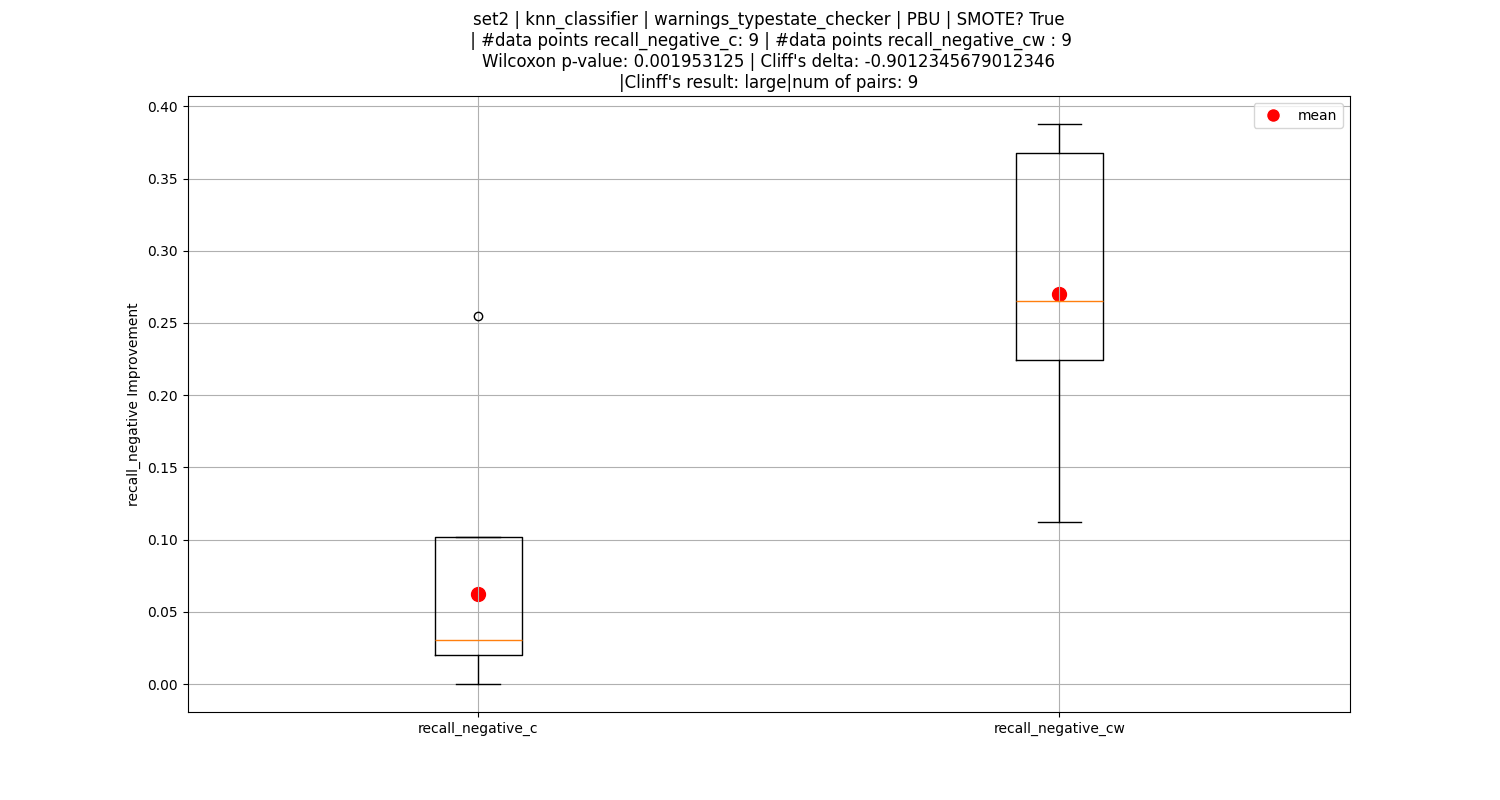 set2 | knn_classifier | warnings_typestate_checker | PBU | SMOTE? True
| #data points recall_negative_c: 9 | #data points recall_negative_cw : 9
Wilcoxon p-value: 0.001953125 | Cliff's delta: -0.9012345679012346
|Clinff's result: large|num of pairs: 9
mean
0.40
0.35
0.30
0.25
0.20
0.15
0.10
0.05
0.00
recall_negative Improvement
recall_negative_c
recall_negative_cw